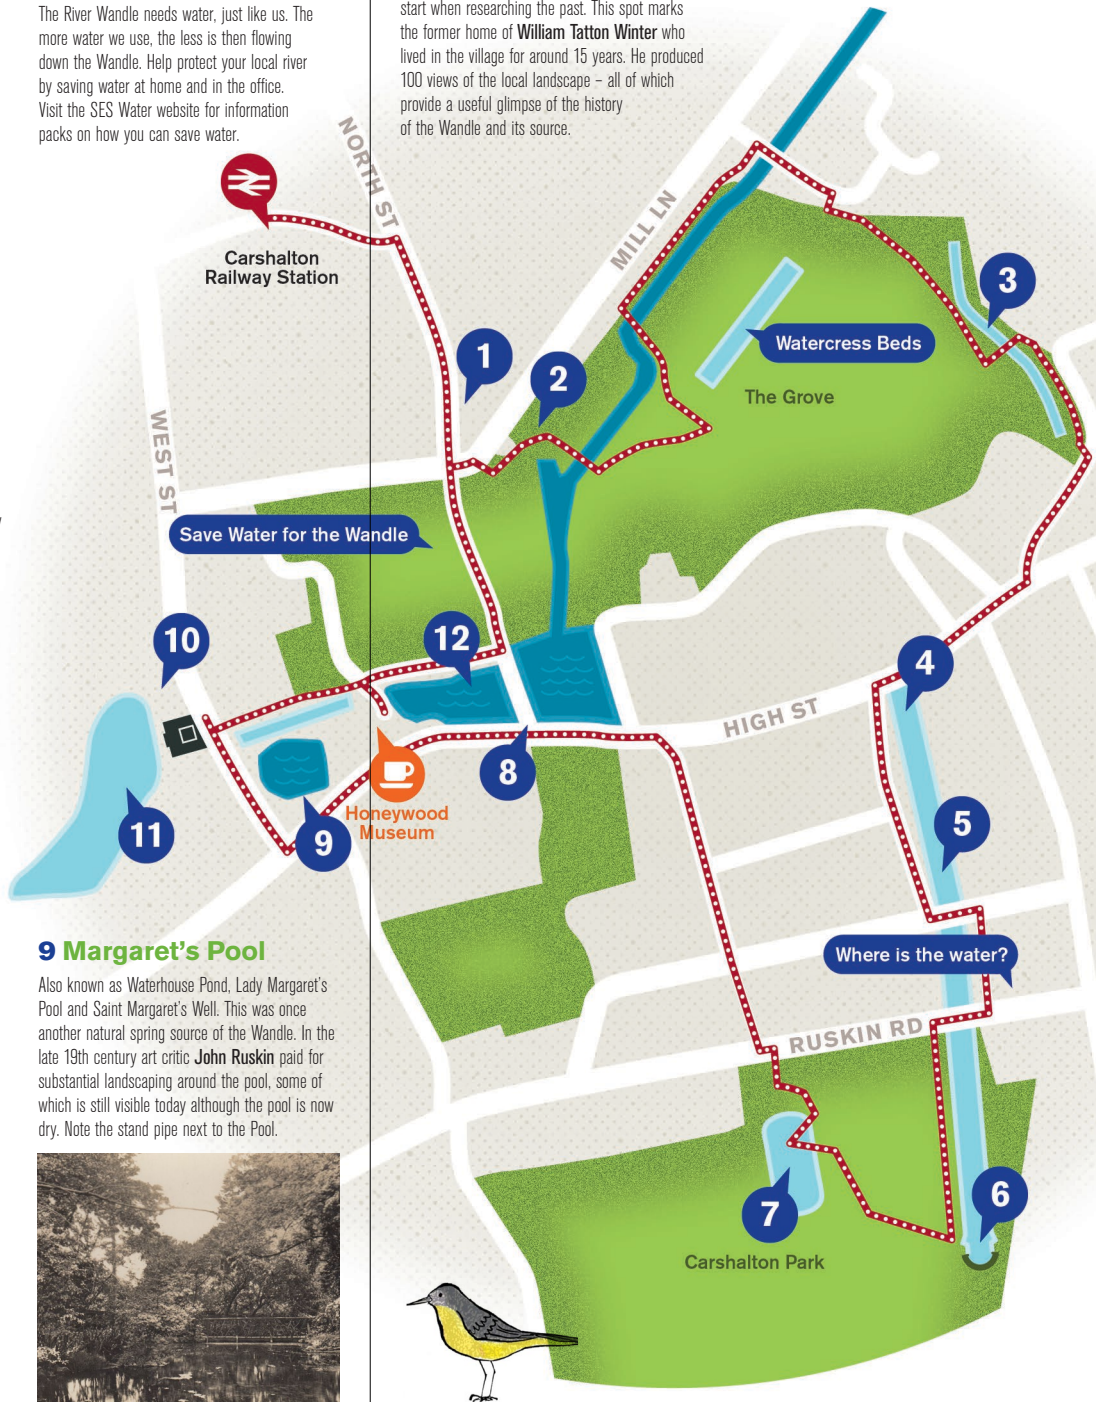 The River Wandle needs water, just like us. The
more water we use, the less is then flowing
down the Wandle. Help protect your local river
by saving water at home and in the office.
Visit the SES Water website for information
packs on how you can save water.
start when researching the past. This spot marks
the former home of William Tatton Winter who
lived in the village for around 15 years. He produced
100 views of the local landscape – all of which
provide a useful glimpse of the history
of the Wandle and its source.
NORTH ST
Carshalton
Railway Station
MILL LN
3
1
Watercress Beds
2
The Grove
WEST ST
Save Water for the Wandle
10
12
4
HIGH ST
8
Honeywood
Museum
11
9
5
Where is the water?
9 Margaret's Pool
Also known as Waterhouse Pond, Lady Margaret's
Pool and Saint Margaret's Well. This was once
another natural spring source of the Wandle. In the
late 19th century art critic John Ruskin paid for
substantial landscaping around the pool, some of
which is still visible today although the pool is now
dry. Note the stand pipe next to the Pool.
RUSKIN RD
7
6
Carshalton Park